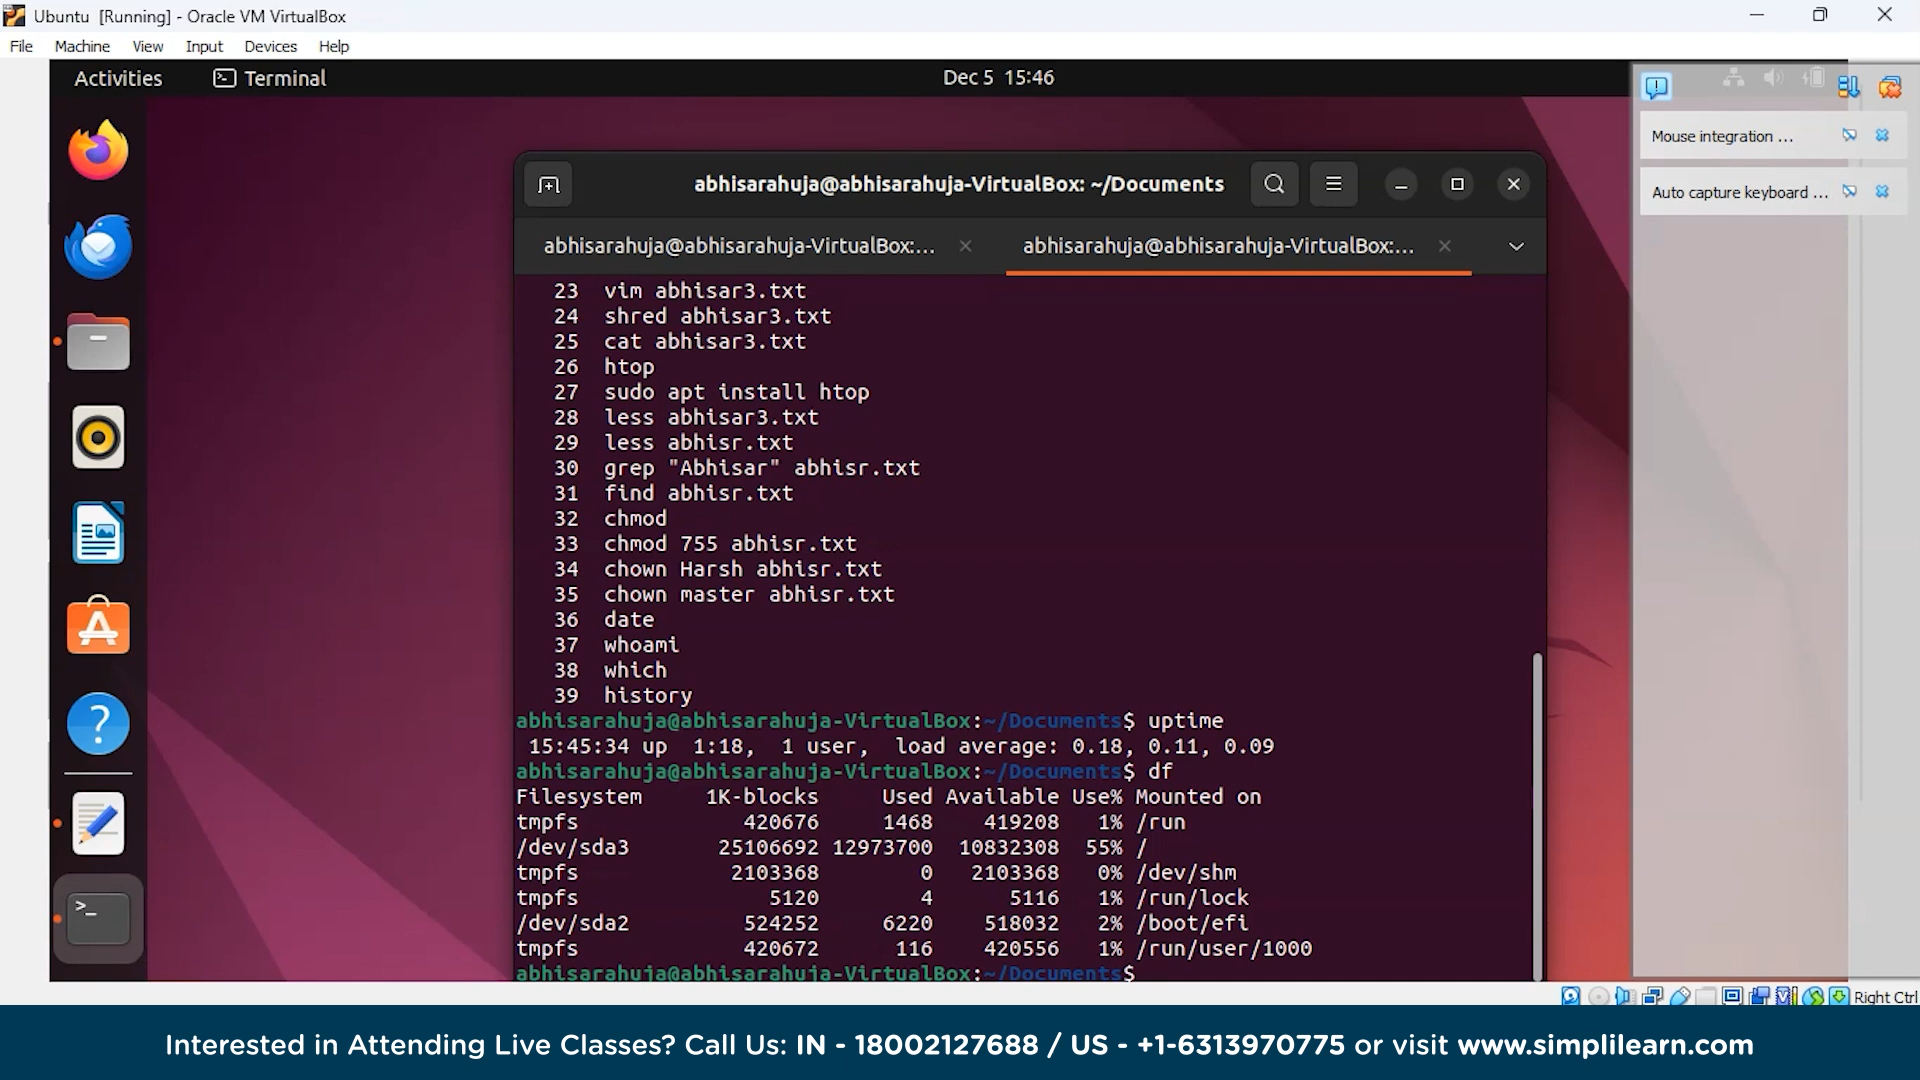 Ubuntu [Running] - Oracle VM VirtualBox
File Machine View Input Devices Help
Activities Terminal Dec 5 15:46
Mouse integration ...
Auto capture keyboard ...
abhisarahuja@abhisarahuja-VirtualBox: ~/Documents
abhisarahuja@abhisarahuja-VirtualBox:... abhisarahuja@abhisarahuja-VirtualBox:...
23 vim abhisar3.txt
24 shred abhisar3.txt
25 cat abhisar3.txt
26 htop
27 sudo apt install htop
28 less abhisar3.txt
29 less abhisr.txt
30 grep "Abhisar" abhisr.txt
31 find abhisr.txt
32 chmod
33 chmod 755 abhisr.txt
34 chown Harsh abhisr.txt
35 chown master abhisr.txt
36 date
37 whoami
38 which
39 history
abhisarahuja@abhisarahuja-VirtualBox:~/Documents$ uptime
15:45:34 up 1:18, 1 user, load average: 0.18, 0.11, 0.09
abhisarahuja@abhisarahuja-VirtualBox:~/Documents$ df
Filesystem 1K-blocks Used Available Use% Mounted on
tmpfs 420676 1468 419208 1% /run
/dev/sda3 25106692 12973700 10832308 55% /
tmpfs 2103368 0 2103368 0% /dev/shm
tmpfs 5120 4 5116 1% /run/lock
/dev/sda2 524252 6220 518032 2% /boot/efi
tmpfs 420672 116 420556 1% /run/user/1000
abhisarahuja@abhisarahuja-VirtualBox:~/Documents$
Right Ctrl
Interested in Attending Live Classes? Call Us: IN - 18002127688 / US - +1-6313970775 or visit www.simplilearn.com